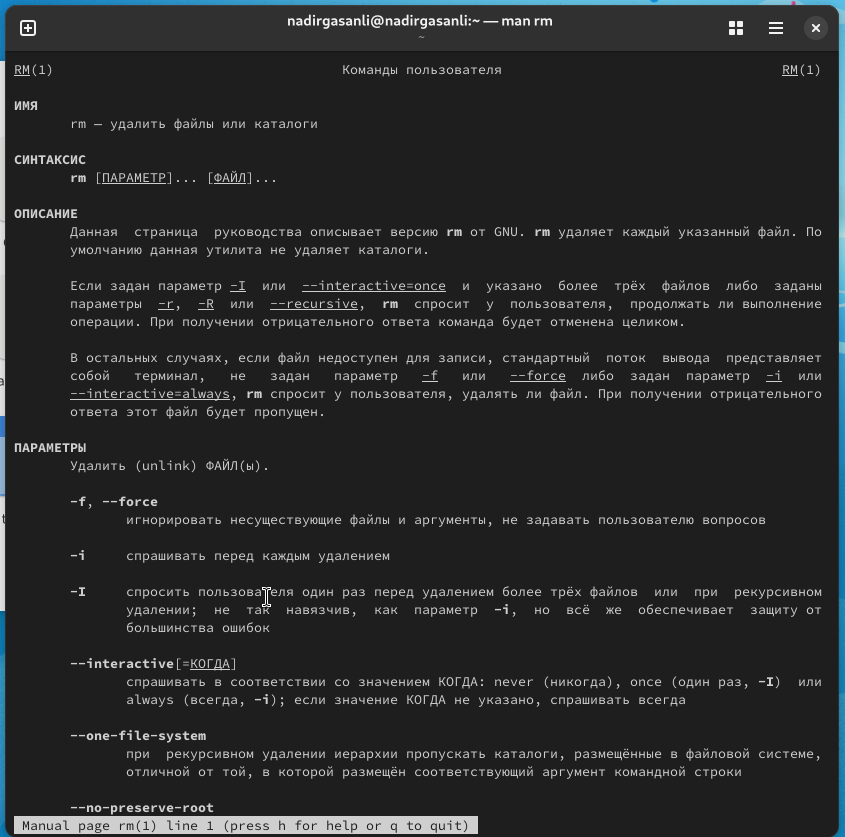 nadirgasanli@nadirgasanli:~ — man rm
~
RM(1) Команды пользователя RM(1)
ИМЯ
rm — удалить файлы или каталоги
СИНТАКСИС
rm [ПАРАМЕТР]... [ФАЙЛ]...
ОПИСАНИЕ
Данная страница руководства описывает версию rm от GNU. rm удаляет каждый указанный файл. По
умолчанию данная утилита не удаляет каталоги.
Если задан параметр -I или --interactive=once и указано более трёх файлов либо заданы
параметры -r, -R или --recursive, rm спросит у пользователя, продолжать ли выполнение
операции. При получении отрицательного ответа команда будет отменена целиком.
В остальных случаях, если файл недоступен для записи, стандартный поток вывода представляет
собой терминал, не задан параметр -f или --force либо задан параметр -i или
--interactive=always, rm спросит у пользователя, удалять ли файл. При получении отрицательного
ответа этот файл будет пропущен.
ПАРАМЕТРЫ
Удалить (unlink) ФАЙЛ(ы).
-f, --force
игнорировать несуществующие файлы и аргументы, не задавать пользователю вопросов
-i спрашивать перед каждым удалением
-I спросить пользователя один раз перед удалением более трёх файлов или при рекурсивном
удалении; не так навязчив, как параметр -i, но всё же обеспечивает защиту от
большинства ошибок
--interactive[=КОГДА]
спрашивать в соответствии со значением КОГДА: never (никогда), once (один раз, -I) или
always (всегда, -i); если значение КОГДА не указано, спрашивать всегда
--one-file-system
при рекурсивном удалении иерархии пропускать каталоги, размещённые в файловой системе,
отличной от той, в которой размещён соответствующий аргумент командной строки
--no-preserve-root
Manual page rm(1) line 1 (press h for help or q to quit)